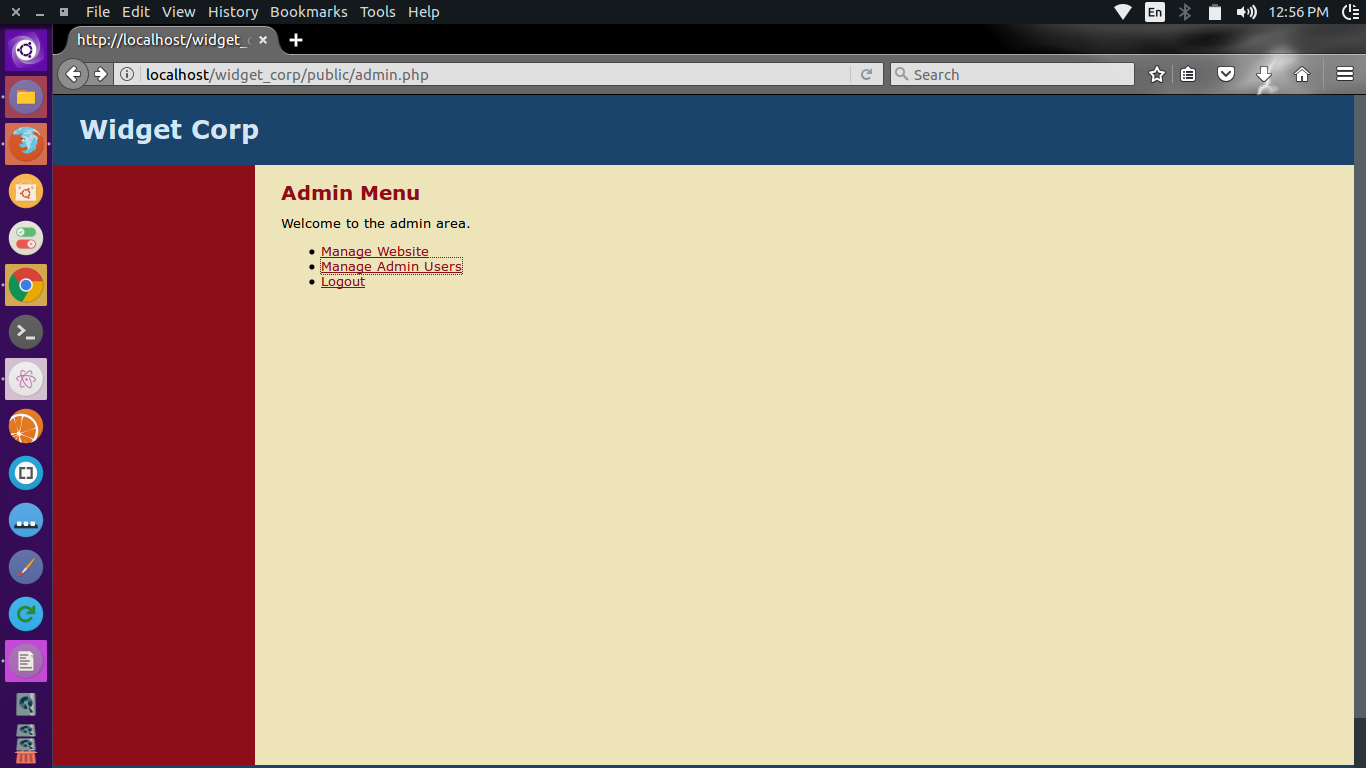 File Edit View History Bookmarks Tools Help
En
12:56 PM
http://localhost/widget_c
localhost/widget_corp/public/admin.php
Search
Widget Corp
Admin Menu
Welcome to the admin area.
Manage Website
Manage Admin Users
Logout